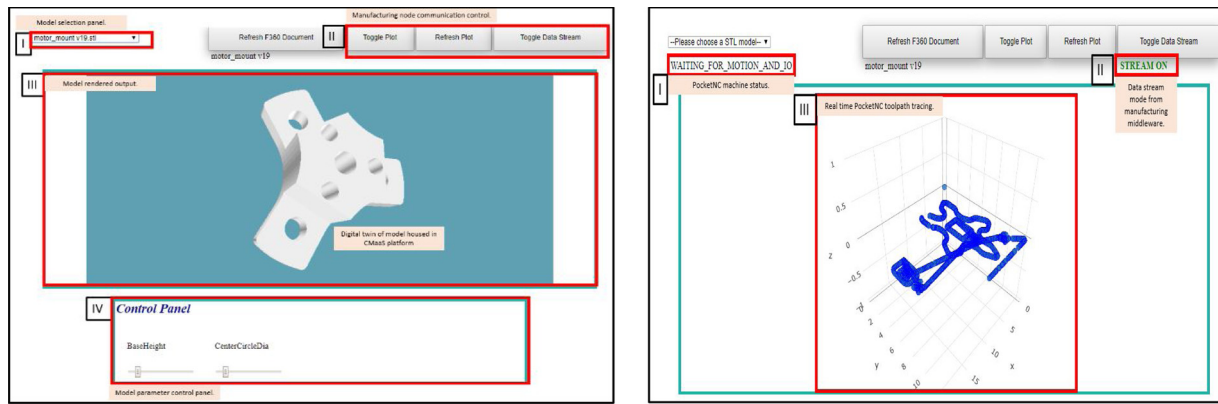 Model selection panel.
Manufacturing node communication control.
I
motor_mount v19.stl
Refresh F360 Document
II
Toggle Plot
Refresh Plot
Toggle Data Stream
motor_mount v19
III
Model rendered output.
Digital twin of model housed in
CMaaS platform
IV
Control Panel
BaseHeight
CenterCircleDia
Model parameter control panel.
--Please choose a STL model--
Refresh F360 Document
Toggle Plot
Refresh Plot
Toggle Data Stream
WAITING_FOR_MOTION_AND_IO
motor_mount v19
II
STREAM ON
I
PocketNC machine status.
Data stream
mode from
manufacturing
middleware.
III
Real time PocketNC toolpath tracing.
1
0.5
0
z
-0.5
0
2
4
5
6
y
8
10
x
10
15